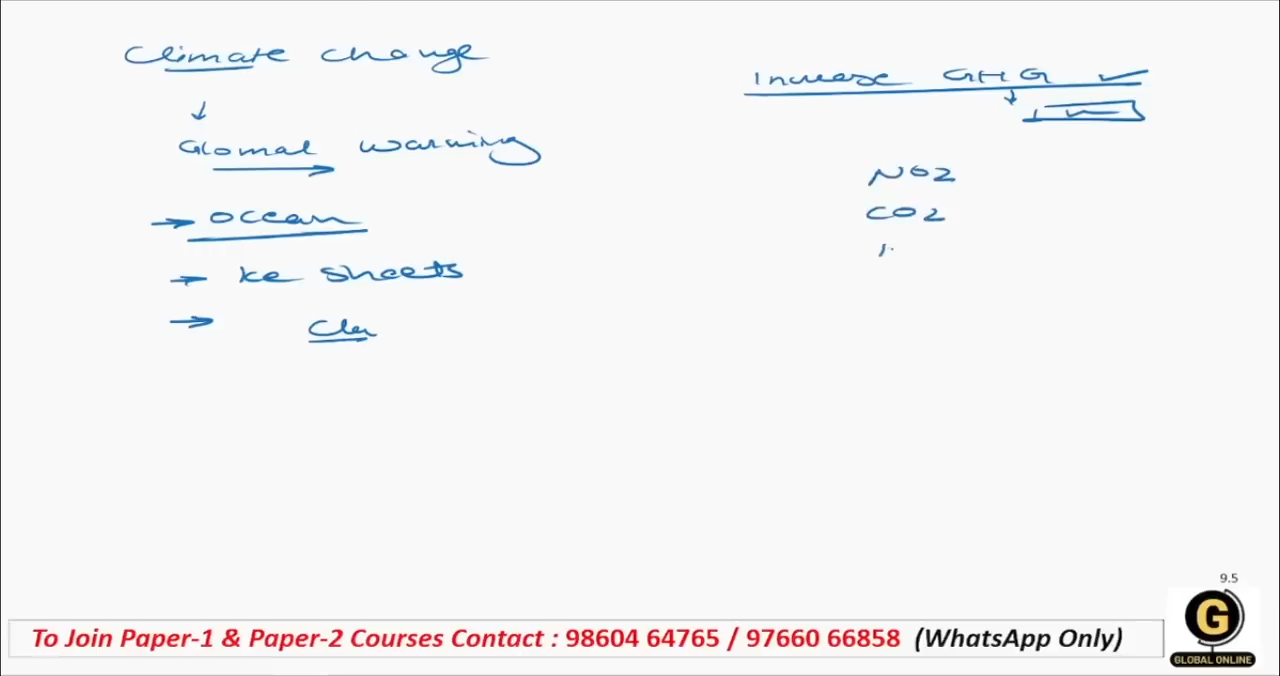 Climate change
Glomal warming
ocean
Ice sheets
Increase GHG
NO2
CO2
9.5
To Join Paper-1 & Paper-2 Courses Contact : 98604 64765 / 97660 66858 (WhatsApp Only)
G
GLOBAL ONLINE